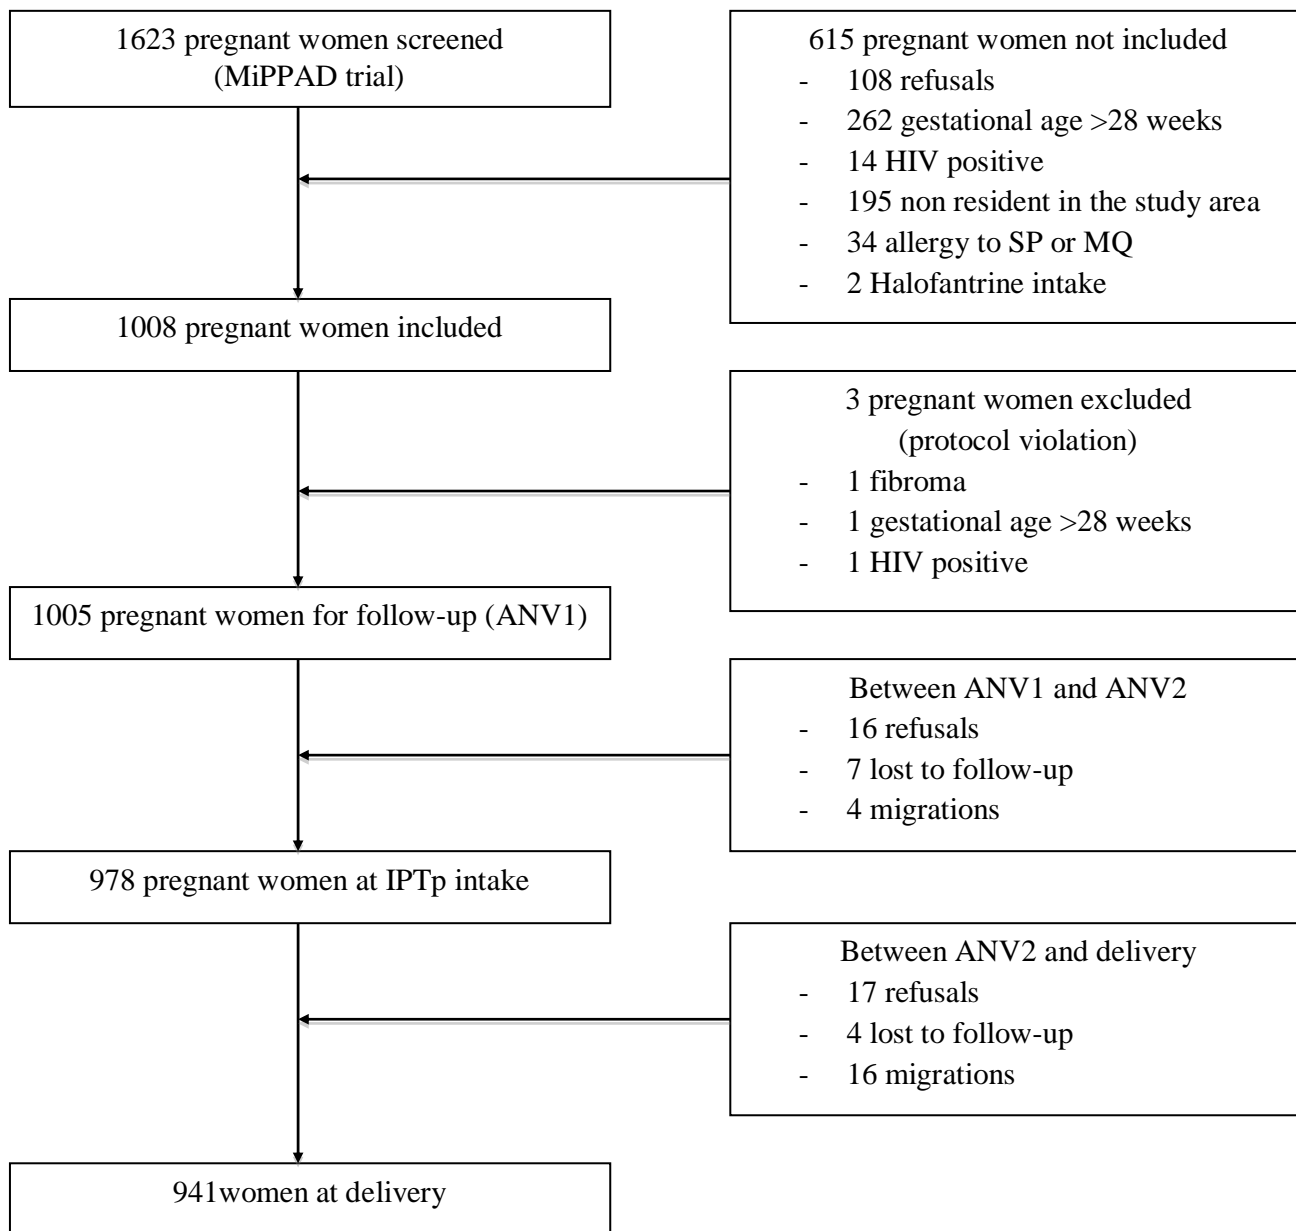 1623 pregnant women screened
(MiPPAD trial)
615 pregnant women not included
- 108 refusals
- 262 gestational age >28 weeks
- 14 HIV positive
- 195 non resident in the study area
- 34 allergy to SP or MQ
- 2 Halofantrine intake
1008 pregnant women included
3 pregnant women excluded
(protocol violation)
- 1 fibroma
- 1 gestational age >28 weeks
- 1 HIV positive
1005 pregnant women for follow-up (ANV1)
Between ANV1 and ANV2
- 16 refusals
- 7 lost to follow-up
- 4 migrations
978 pregnant women at IPTp intake
Between ANV2 and delivery
- 17 refusals
- 4 lost to follow-up
- 16 migrations
941women at delivery